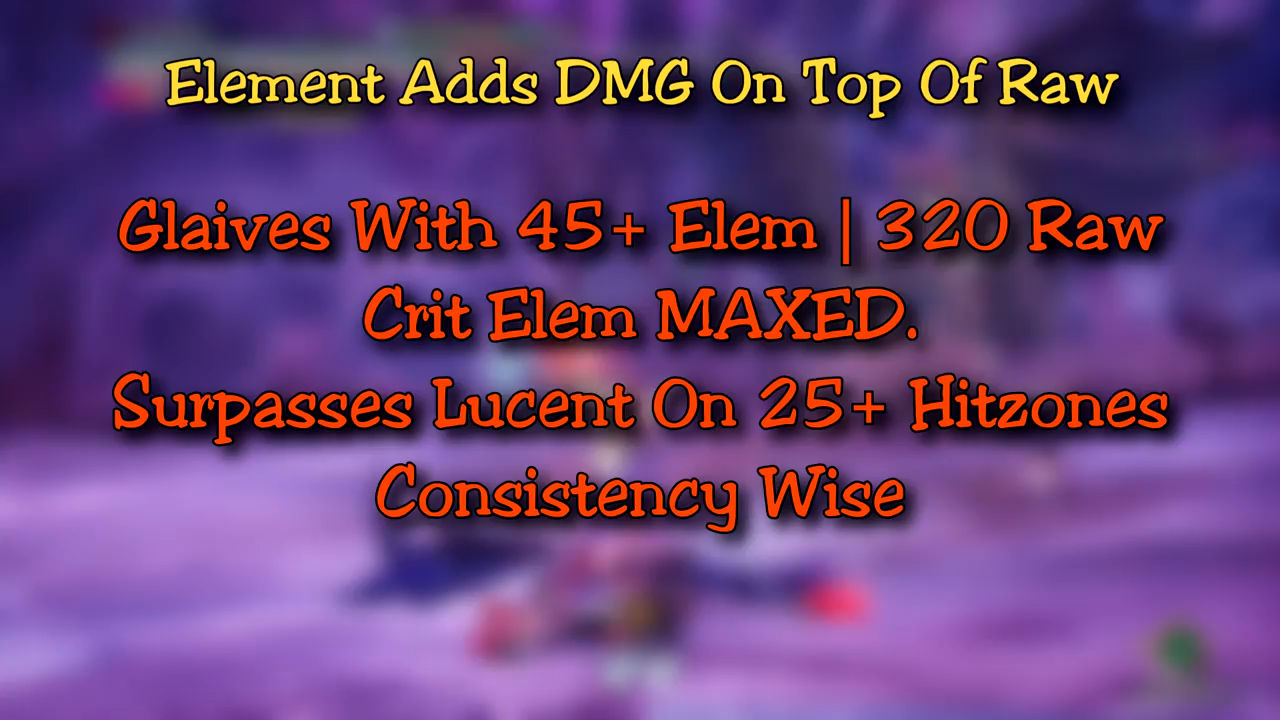 Element Adds DMG On Top Of Raw
Glaives With 45+ Elem | 320 Raw
Crit Elem MAXED.
Surpasses Lucent On 25+ Hitzones
Consistency Wise